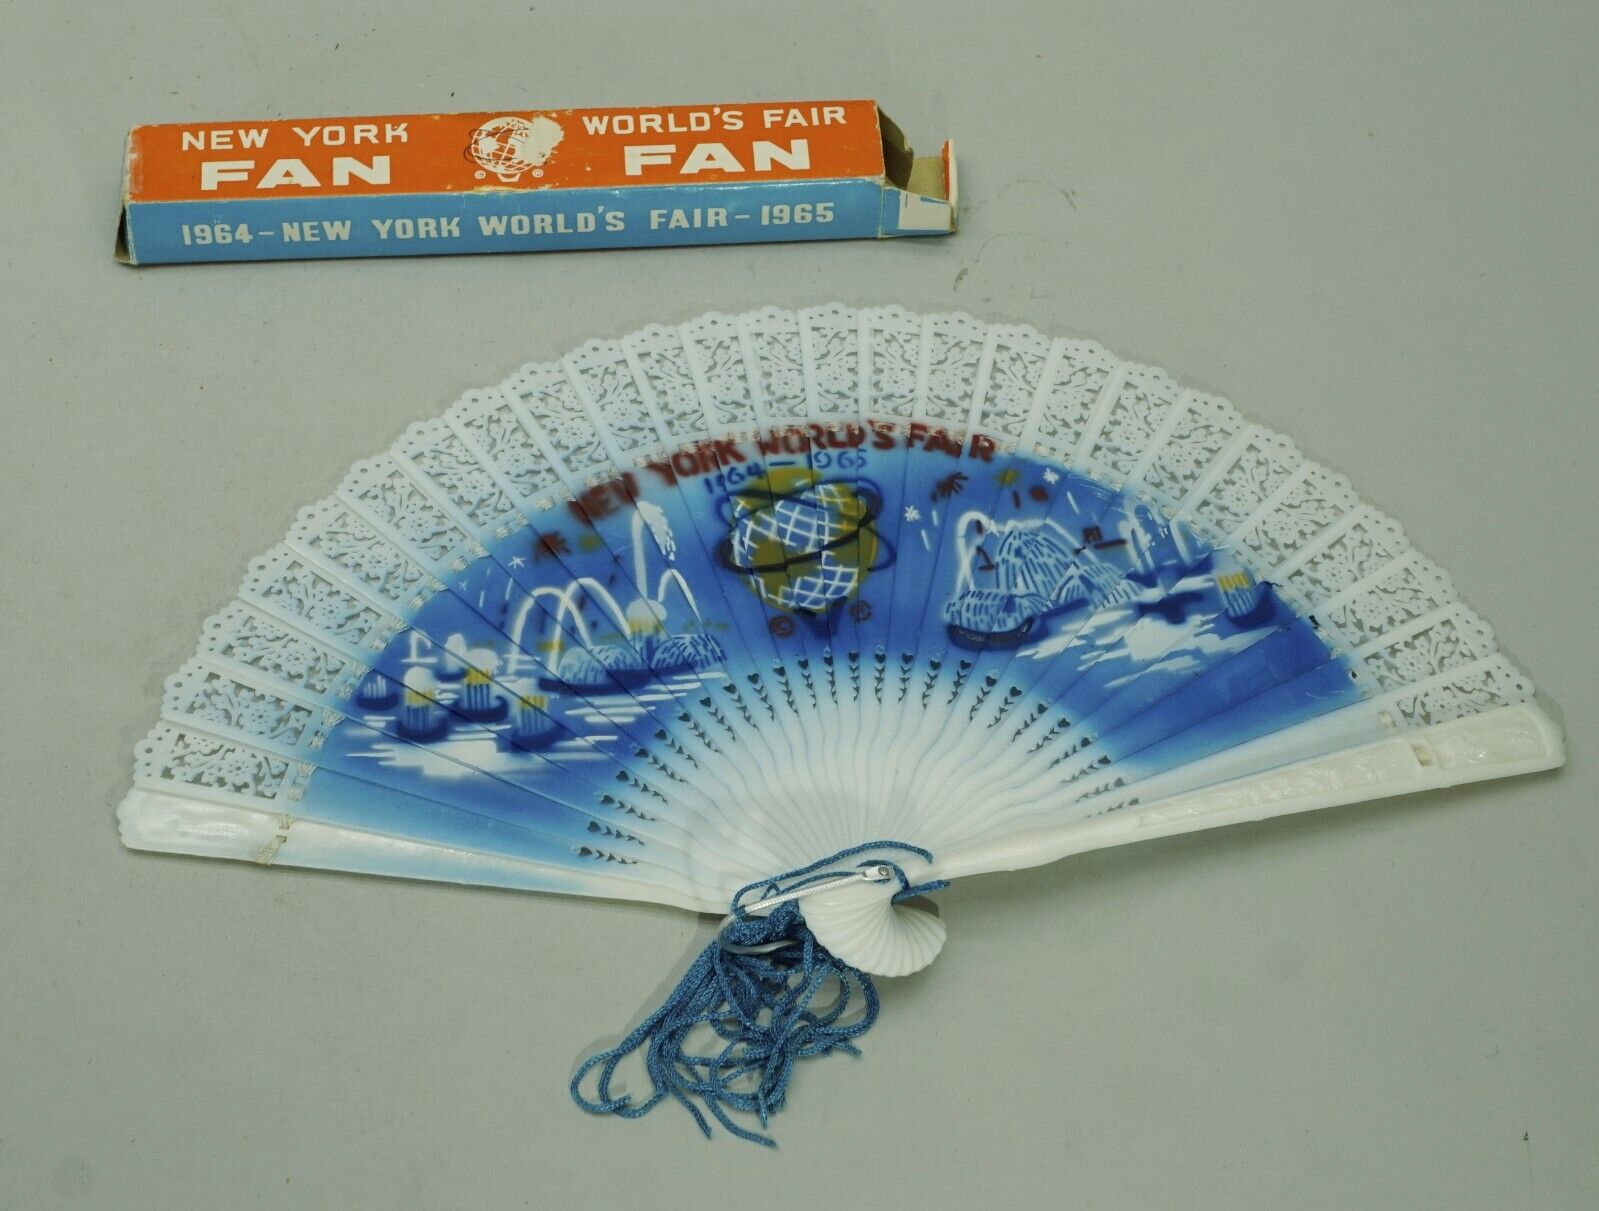 NEW YORK
FAN
© ®
WORLD'S FAIR
FAN
1964-NEW YORK WORLD'S FAIR-1965
NEW YORK WORLD'S FAIR
1964-1965
© ®